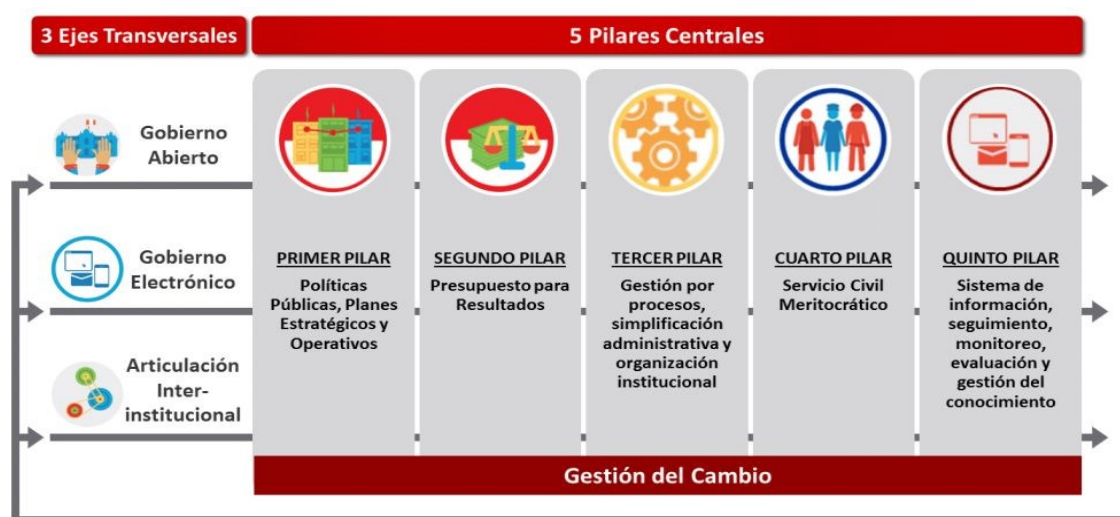 3 Ejes Transversales
5 Pilares Centrales
Gobierno
Abierto
Gobierno
Electrónico
Articulación
Inter-
institucional
PRIMER PILAR
Políticas
Públicas, Planes
Estratégicos y
Operativos
SEGUNDO PILAR
Presupuesto para
Resultados
TERCER PILAR
Gestión por
procesos,
simplificación
administrativa y
organización
institucional
CUARTO PILAR
Servicio Civil
Meritocrático
QUINTO PILAR
Sistema de
información,
seguimiento,
monitoreo,
evaluación y
gestión del
conocimiento
Gestión del Cambio